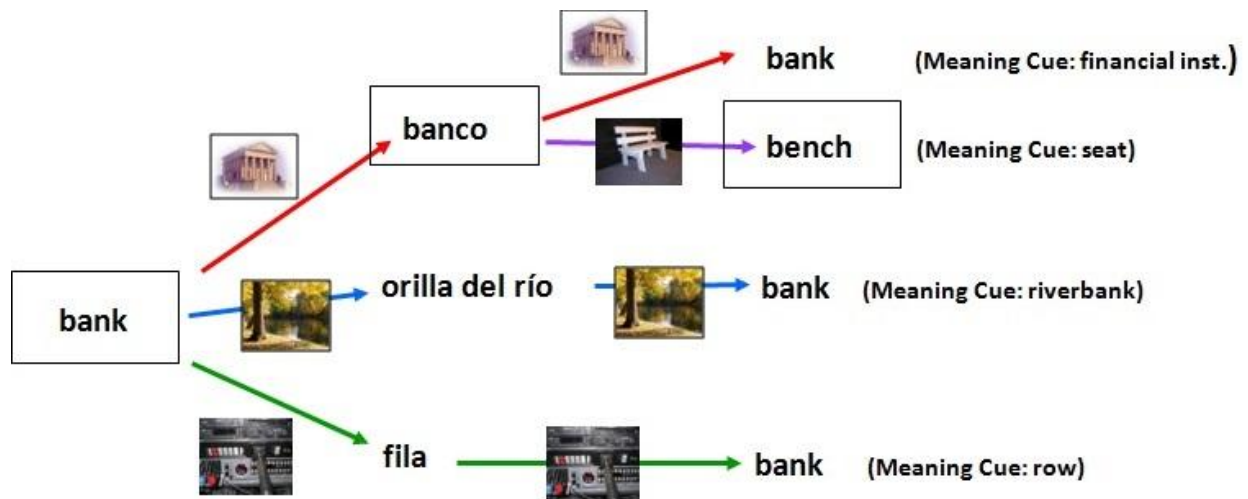 bank (Meaning Cue: financial inst.)
banco
bench (Meaning Cue: seat)
orilla del río
bank (Meaning Cue: riverbank)
bank
fila
bank (Meaning Cue: row)